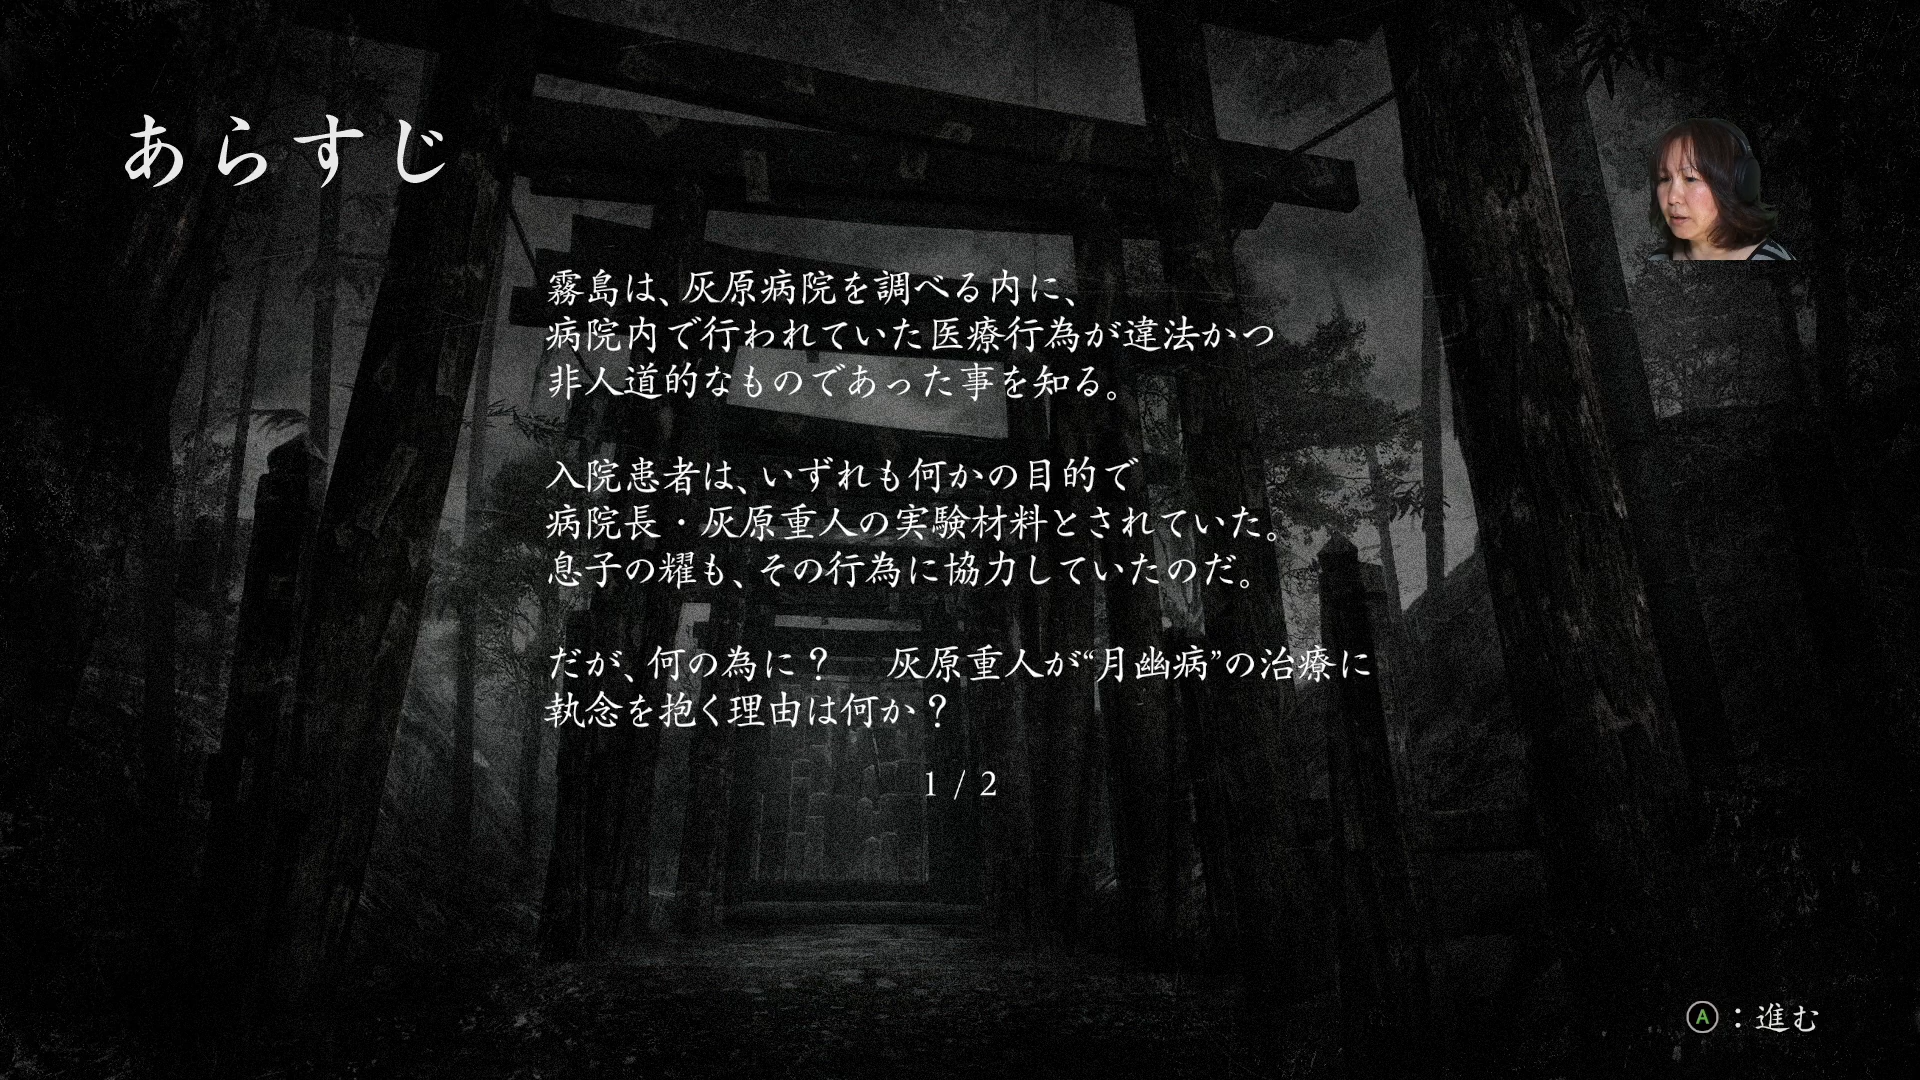 あらすじ
霧島は、灰原病院を調べる内に、
病院内で行われていた医療行為が違法かつ
非人道的なものであった事を知る。
入院患者は、いずれも何かの目的で
病院長・灰原重人の実験材料とされていた。
息子の耀も、その行為に協力していたのだ。
だが、何の為に？　灰原重人が“月幽病”の治療に
執念を抱く理由は何か？
1 / 2
A：進む